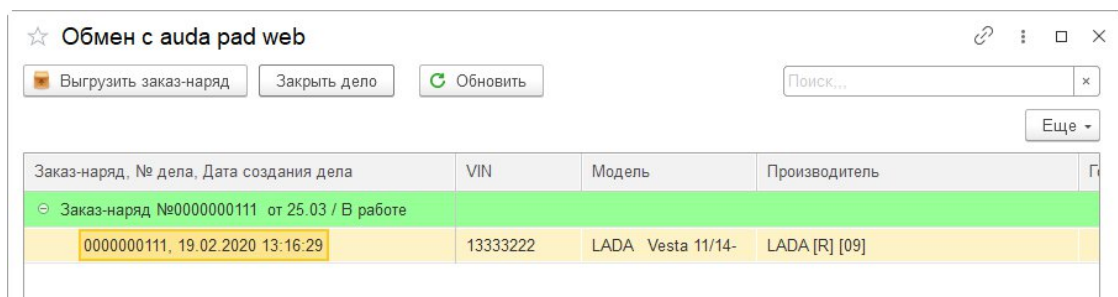 Обмен с auda pad web
Выгрузить заказ-наряд Закрыть дело Обновить Поиск,,, ×
Еще
Заказ-наряд, № дела, Дата создания дела VIN Модель Производитель
Заказ-наряд №0000000111 от 25.03 / В работе
0000000111, 19.02.2020 13:16:29 13333222 LADA Vesta 11/14- LADA [R] [09]